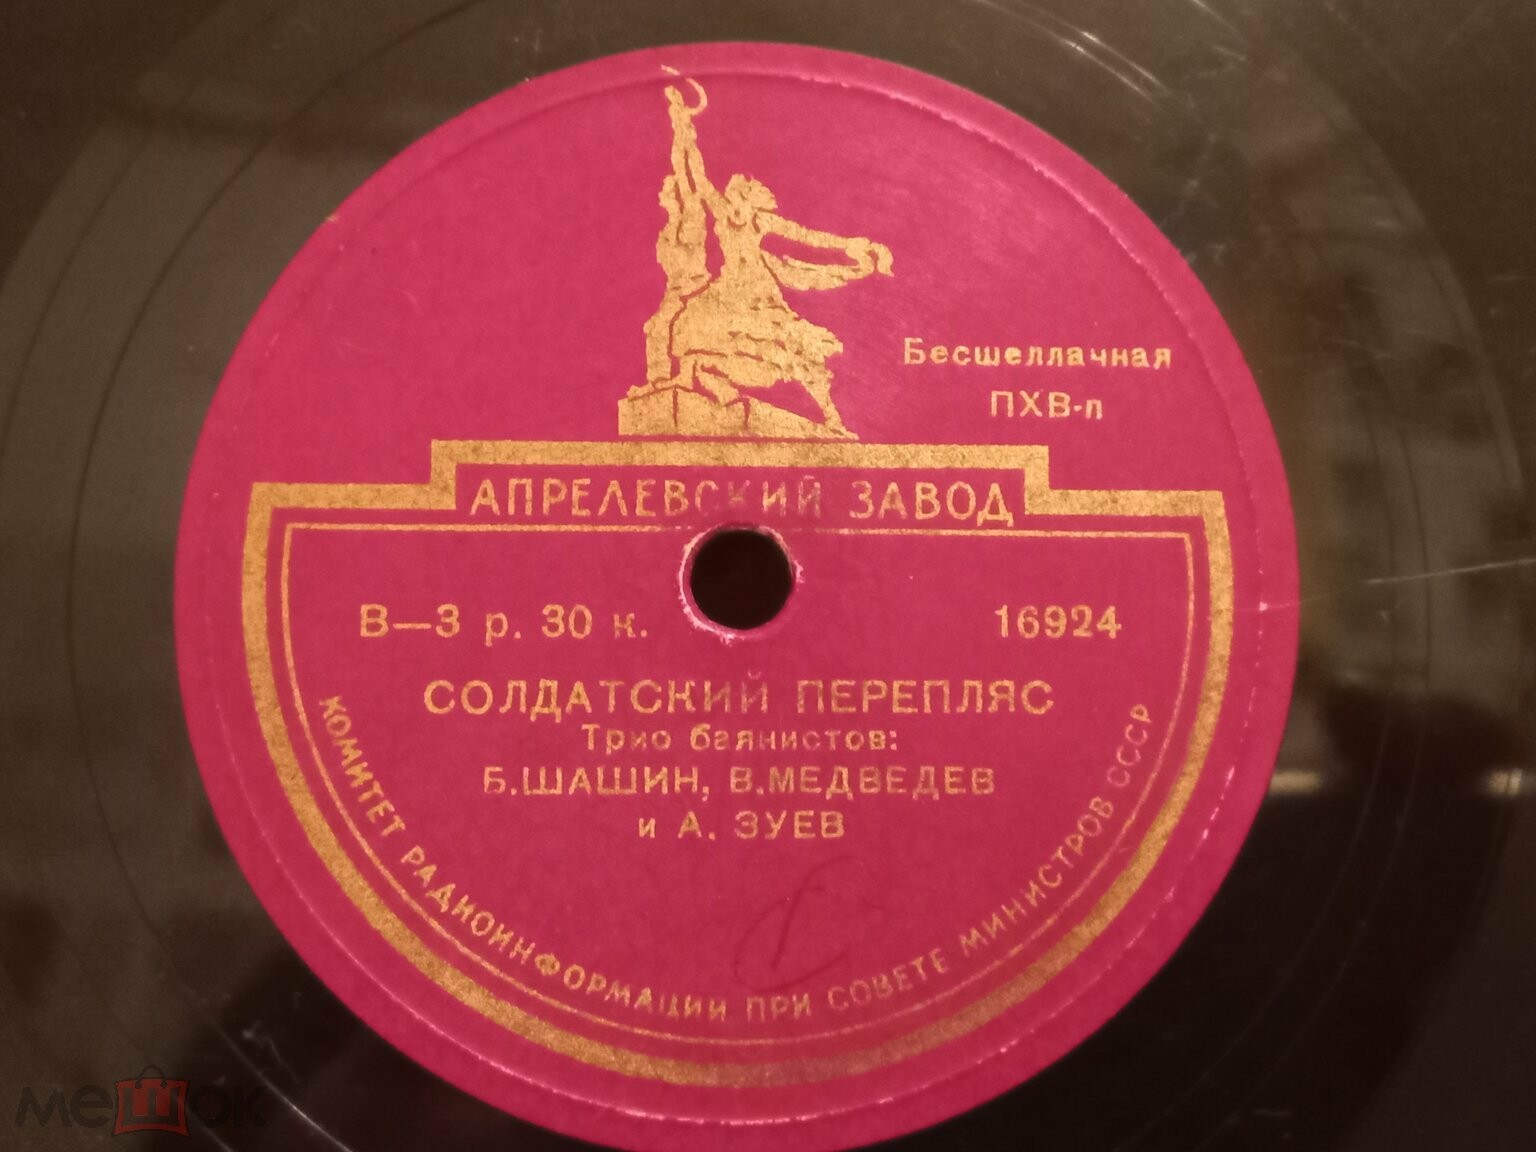 Бесшеллачная
ПХВ-п
АПРЕЛЕВСКИЙ ЗАВОД
В—3 р. 30 к.
16924
СОЛДАТСКИЙ ПЕРЕПЛЯС
Трио баянистов:
Б.ШАШИН, В.МЕДВЕДЕВ
и А. ЗУЕВ
КОМИТЕТ РАДИОИНФОРМАЦИИ ПРИ СОВЕТЕ МИНИСТРОВ СССР
мешок